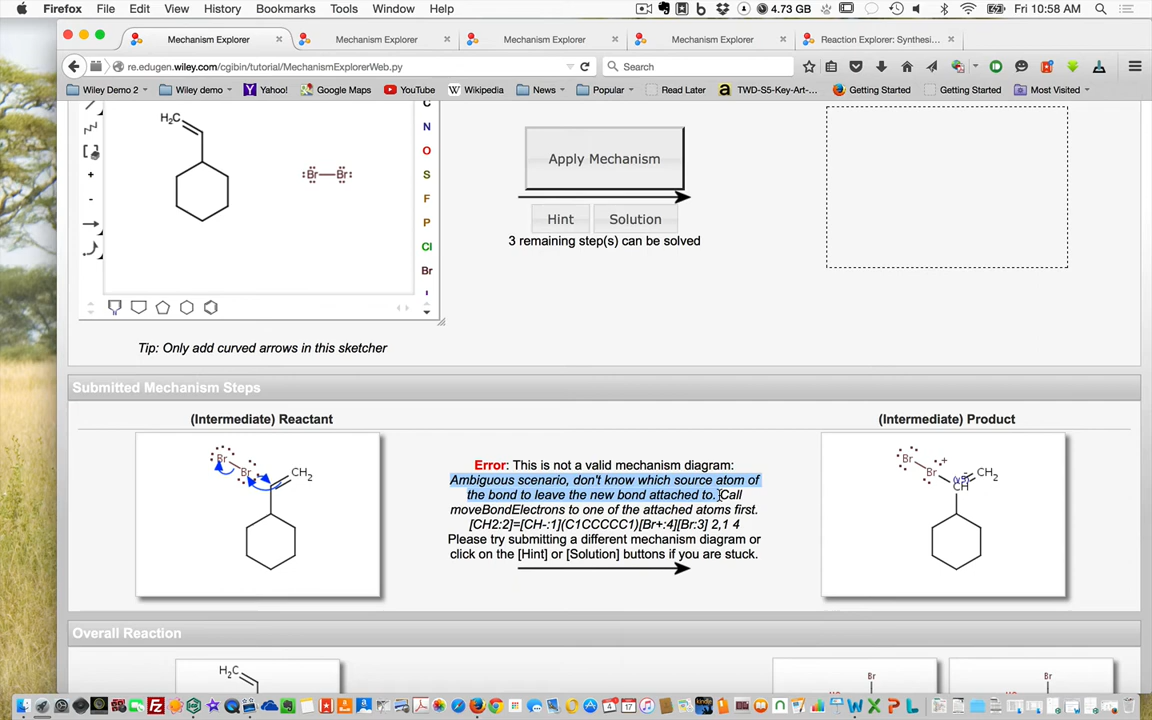 Firefox File Edit View History Bookmarks Tools Window Help 4.73 GB Fri 10:58 AM
Mechanism Explorer × Mechanism Explorer × Mechanism Explorer × Mechanism Explorer × Reaction Explorer: Synthesi... ×
re.edugen.wiley.com/cgibin/tutorial/MechanismExplorerWeb.py Search
Wiley Demo 2 Wiley demo Yahoo! Google Maps YouTube Wikipedia News Popular Read Later TWD-S5-Key-Art-... Getting Started Getting Started Most Visited
C
H₂C
N
O
S
F
P
Cl
Br
:Br—Br:
Apply Mechanism
Hint Solution
3 remaining step(s) can be solved
Tip: Only add curved arrows in this sketcher
Submitted Mechanism Steps
(Intermediate) Reactant
(Intermediate) Product
Br
Br
CH₂
Error: This is not a valid mechanism diagram:
Ambiguous scenario, don't know which source atom of
the bond to leave the new bond attached to. Call
moveBondElectrons to one of the attached atoms first.
[CH2:2]=[CH-:1](C1CCCCC1)[Br+:4][Br:3] 2,1 4
Please try submitting a different mechanism diagram or
click on the [Hint] or [Solution] buttons if you are stuck.
Br
Br +
CH₂
CH
Overall Reaction
H₂C
Br
Br